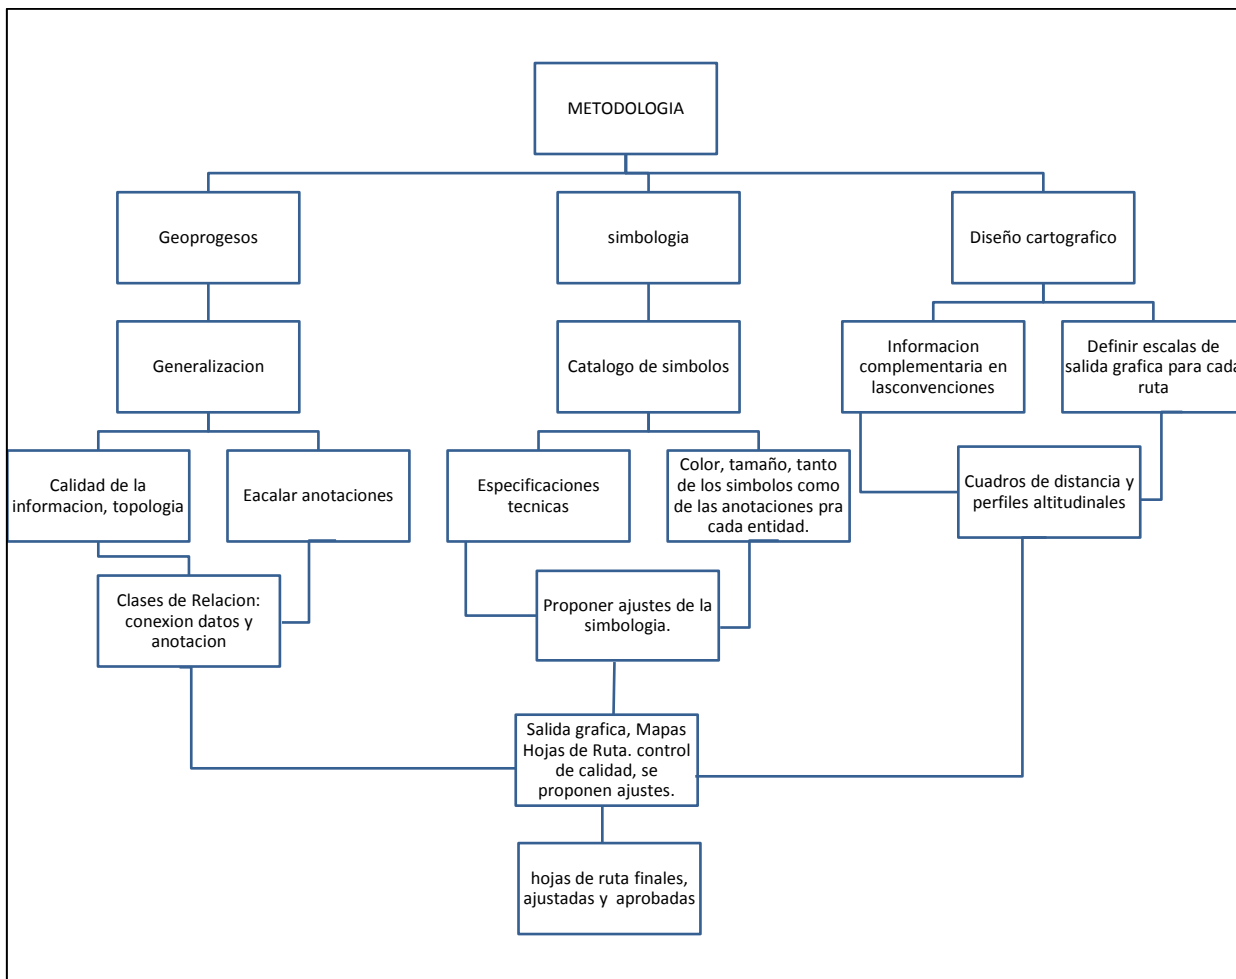 METODOLOGIA
Geoprogesos
simbologia
Diseño cartografico
Generalizacion
Catalogo de simbolos
Informacion
complementaria en
lasconvenciones
Definir escalas de
salida grafica para cada
ruta
Calidad de la
informacion, topologia
Eacalar anotaciones
Especificaciones
tecnicas
Color, tamaño, tanto
de los simbolos como
de las anotaciones pra
cada entidad.
Cuadros de distancia y
perfiles altitudinales
Clases de Relacion:
conexion datos y
anotacion
Proponer ajustes de la
simbologia.
Salida grafica, Mapas
Hojas de Ruta. control
de calidad, se
proponen ajustes.
hojas de ruta finales,
ajustadas y aprobadas